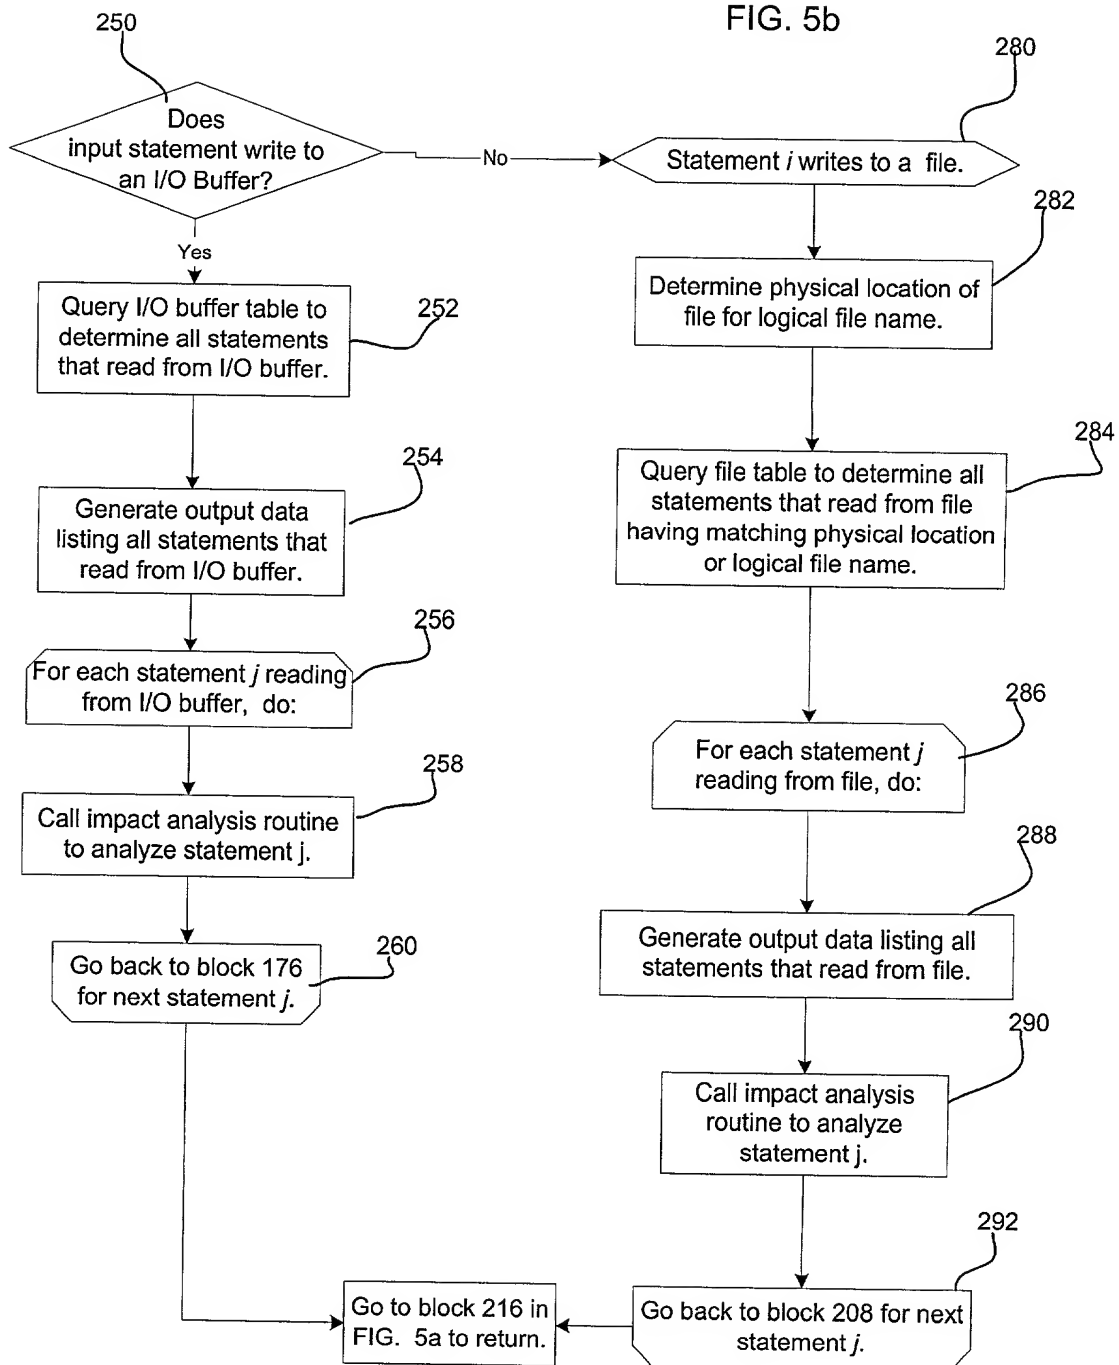 FIG. 5b
250
Does
input statement write to
an I/O Buffer?
No
Yes
280
Statement i writes to a file.
282
Determine physical location of
file for logical file name.
252
Query I/O buffer table to
determine all statements
that read from I/O buffer.
284
Query file table to determine all
statements that read from file
having matching physical location
or logical file name.
254
Generate output data
listing all statements that
read from I/O buffer.
256
For each statement j reading
from I/O buffer, do:
286
For each statement j
reading from file, do:
258
Call impact analysis routine
to analyze statement j.
288
Generate output data listing all
statements that read from file.
260
Go back to block 176
for next statement j.
290
Call impact analysis
routine to analyze
statement j.
292
Go back to block 208 for next
statement j.
Go to block 216 in
FIG. 5a to return.